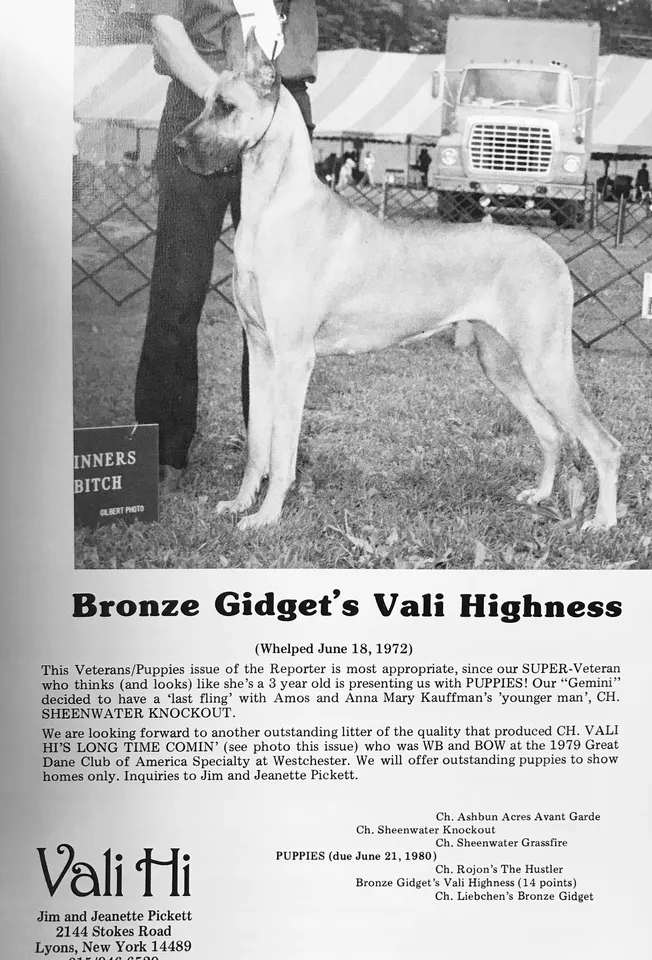 INNERS
BITCH
GILBERT PHOTO
Bronze Gidget's Vali Highness
(Whelped June 18, 1972)
This Veterans/Puppies issue of the Reporter is most appropriate, since our SUPER-Veteran
who thinks (and looks) like she's a 3 year old is presenting us with PUPPIES! Our "Gemini"
decided to have a 'last fling' with Amos and Anna Mary Kauffman's 'younger man', CH.
SHEENWATER KNOCKOUT.
We are looking forward to another outstanding litter of the quality that produced CH. VALI
HI'S LONG TIME COMIN' (see photo this issue) who was WB and BOW at the 1979 Great
Dane Club of America Specialty at Westchester. We will offer outstanding puppies to show
homes only. Inquiries to Jim and Jeanette Pickett.
Ch. Ashbun Acres Avant Garde
Ch. Sheenwater Knockout
Ch. Sheenwater Grassfire
PUPPIES (due June 21, 1980)
Ch. Rojon's The Hustler
Bronze Gidget's Vali Highness (14 points)
Ch. Liebchen's Bronze Gidget
Vali Hi
Jim and Jeanette Pickett
2144 Stokes Road
Lyons, New York 14489